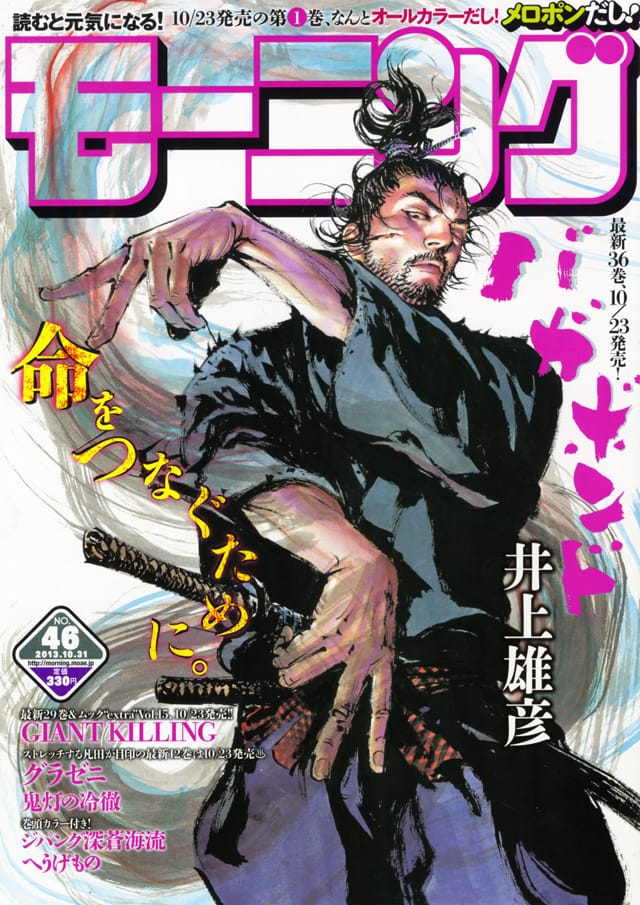 読むと元気になる!
10/23発売の第1巻、なんとオールカラーだし!
メロポンだし!
モーニング
最新36巻、10/23発売!
バガボンド
井上雄彦
命をつなぐために。
NO.
46
2013.10.31
http://morning.moae.jp
定価
330円
最新29巻&ムック"extra"Vol.15、10/23発売!!
GIANT KILLING
ストレッチする凡田が目印の最新12巻は10/23発売♨
グラゼニ
鬼灯の冷徹
巻頭カラー付き!
ジパング深蒼海流
へうげもの